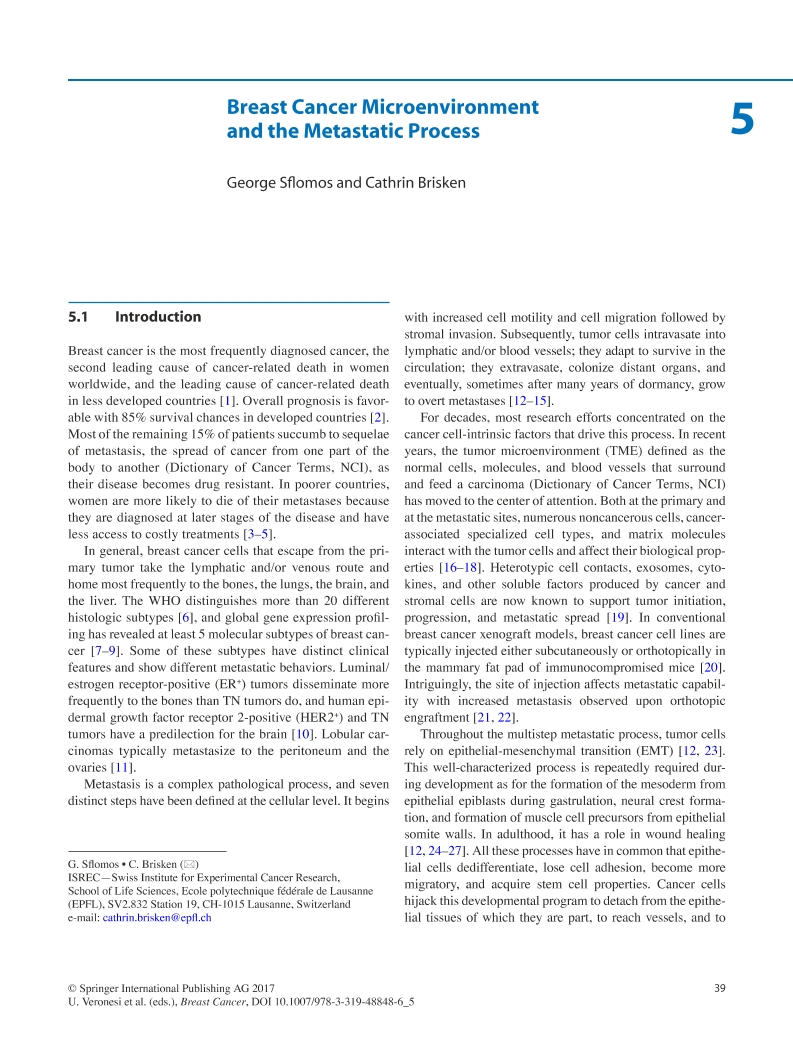 Breast Cancer Microenvironment
and the Metastatic Process
5
George Sflomos and Cathrin Brisken
5.1 Introduction
Breast cancer is the most frequently diagnosed cancer, the
second leading cause of cancer-related death in women
worldwide, and the leading cause of cancer-related death
in less developed countries [1]. Overall prognosis is favor-
able with 85% survival chances in developed countries [2].
Most of the remaining 15% of patients succumb to sequelae
of metastasis, the spread of cancer from one part of the
body to another (Dictionary of Cancer Terms, NCI), as
their disease becomes drug resistant. In poorer countries,
women are more likely to die of their metastases because
they are diagnosed at later stages of the disease and have
less access to costly treatments [3–5].
In general, breast cancer cells that escape from the pri-
mary tumor take the lymphatic and/or venous route and
home most frequently to the bones, the lungs, the brain, and
the liver. The WHO distinguishes more than 20 different
histologic subtypes [6], and global gene expression profil-
ing has revealed at least 5 molecular subtypes of breast can-
cer [7–9]. Some of these subtypes have distinct clinical
features and show different metastatic behaviors. Luminal/
estrogen receptor-positive (ER⁺) tumors disseminate more
frequently to the bones than TN tumors do, and human epi-
dermal growth factor receptor 2-positive (HER2⁺) and TN
tumors have a predilection for the brain [10]. Lobular car-
cinomas typically metastasize to the peritoneum and the
ovaries [11].
Metastasis is a complex pathological process, and seven
distinct steps have been defined at the cellular level. It begins
G. Sflomos • C. Brisken (✉)
ISREC—Swiss Institute for Experimental Cancer Research,
School of Life Sciences, Ecole polytechnique fédérale de Lausanne
(EPFL), SV2.832 Station 19, CH-1015 Lausanne, Switzerland
e-mail: cathrin.brisken@epfl.ch
with increased cell motility and cell migration followed by
stromal invasion. Subsequently, tumor cells intravasate into
lymphatic and/or blood vessels; they adapt to survive in the
circulation; they extravasate, colonize distant organs, and
eventually, sometimes after many years of dormancy, grow
to overt metastases [12–15].
For decades, most research efforts concentrated on the
cancer cell-intrinsic factors that drive this process. In recent
years, the tumor microenvironment (TME) defined as the
normal cells, molecules, and blood vessels that surround
and feed a carcinoma (Dictionary of Cancer Terms, NCI)
has moved to the center of attention. Both at the primary and
at the metastatic sites, numerous noncancerous cells, cancer-
associated specialized cell types, and matrix molecules
interact with the tumor cells and affect their biological prop-
erties [16–18]. Heterotypic cell contacts, exosomes, cyto-
kines, and other soluble factors produced by cancer and
stromal cells are now known to support tumor initiation,
progression, and metastatic spread [19]. In conventional
breast cancer xenograft models, breast cancer cell lines are
typically injected either subcutaneously or orthotopically in
the mammary fat pad of immunocompromised mice [20].
Intriguingly, the site of injection affects metastatic capabil-
ity with increased metastasis observed upon orthotopic
engraftment [21, 22].
Throughout the multistep metastatic process, tumor cells
rely on epithelial-mesenchymal transition (EMT) [12, 23].
This well-characterized process is repeatedly required dur-
ing development as for the formation of the mesoderm from
epithelial epiblasts during gastrulation, neural crest forma-
tion, and formation of muscle cell precursors from epithelial
somite walls. In adulthood, it has a role in wound healing
[12, 24–27]. All these processes have in common that epithe-
lial cells dedifferentiate, lose cell adhesion, become more
migratory, and acquire stem cell properties. Cancer cells
hijack this developmental program to detach from the epithe-
lial tissues of which they are part, to reach vessels, and to
© Springer International Publishing AG 2017
U. Veronesi et al. (eds.), Breast Cancer, DOI 10.1007/978-3-319-48848-6_5
39